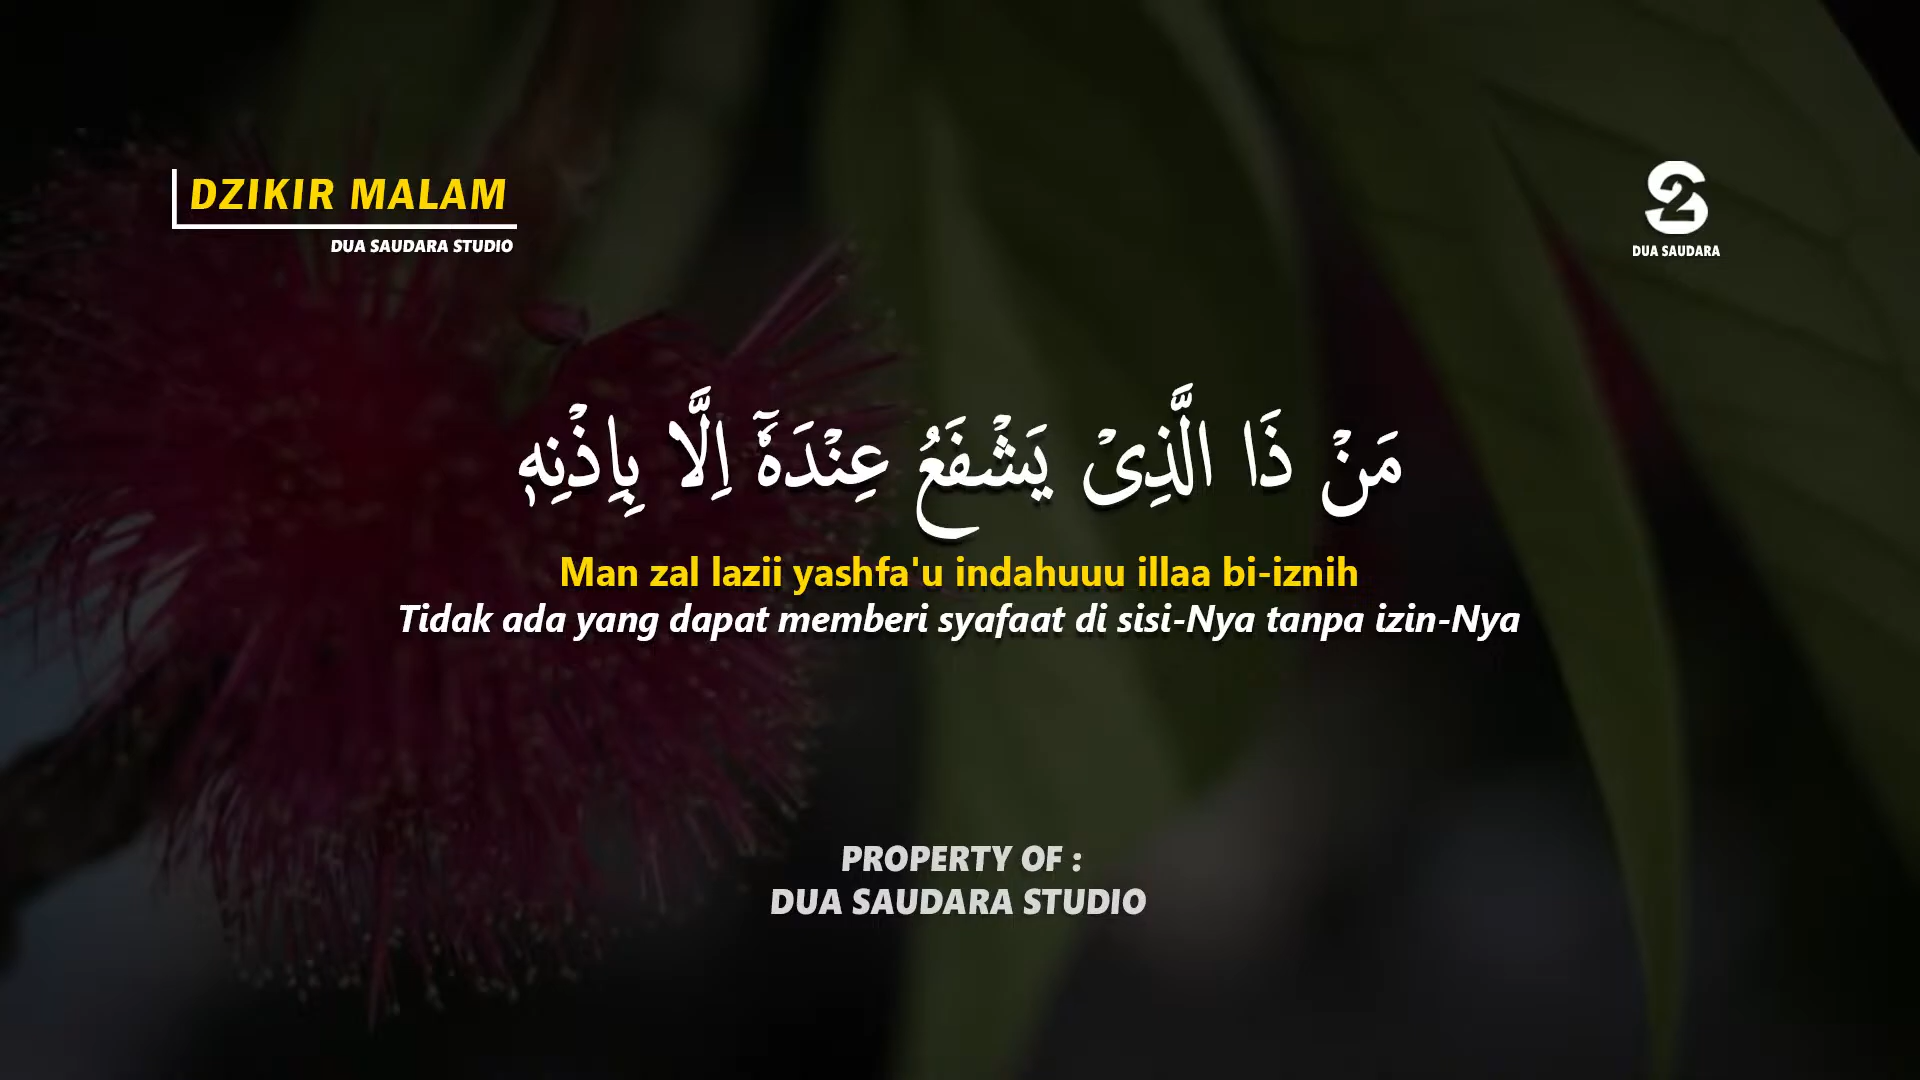 DZIKIR MALAM
DUA SAUDARA STUDIO
S2
DUA SAUDARA
مَنْ ذَا الَّذِيْ يَشْفَعُ عِنْدَهٗٓ اِلَّا بِاِذْنِهٖ
Man zal lazii yashfa'u indahuuu illaa bi-iznih
Tidak ada yang dapat memberi syafaat di sisi-Nya tanpa izin-Nya
PROPERTY OF :
DUA SAUDARA STUDIO